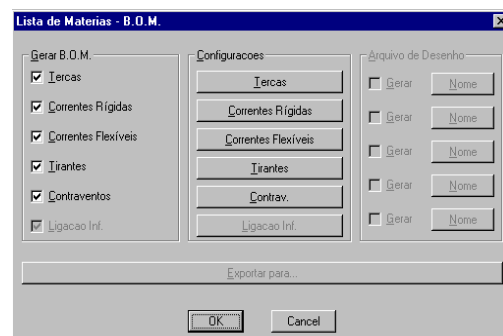 Lista de Materias - B.O.M.
Gerar B.O.M.
Tercas
Correntes Rígidas
Correntes Flexíveis
Tirantes
Contraventos
Ligacao Inf.
Configuracoes
Tercas
Correntes Rígidas
Correntes Flexíveis
Tirantes
Contrav.
Ligacao Inf.
Arquivo de Desenho
Gerar Nome
Gerar Nome
Gerar Nome
Gerar Nome
Gerar Nome
Exportar para...
OK Cancel